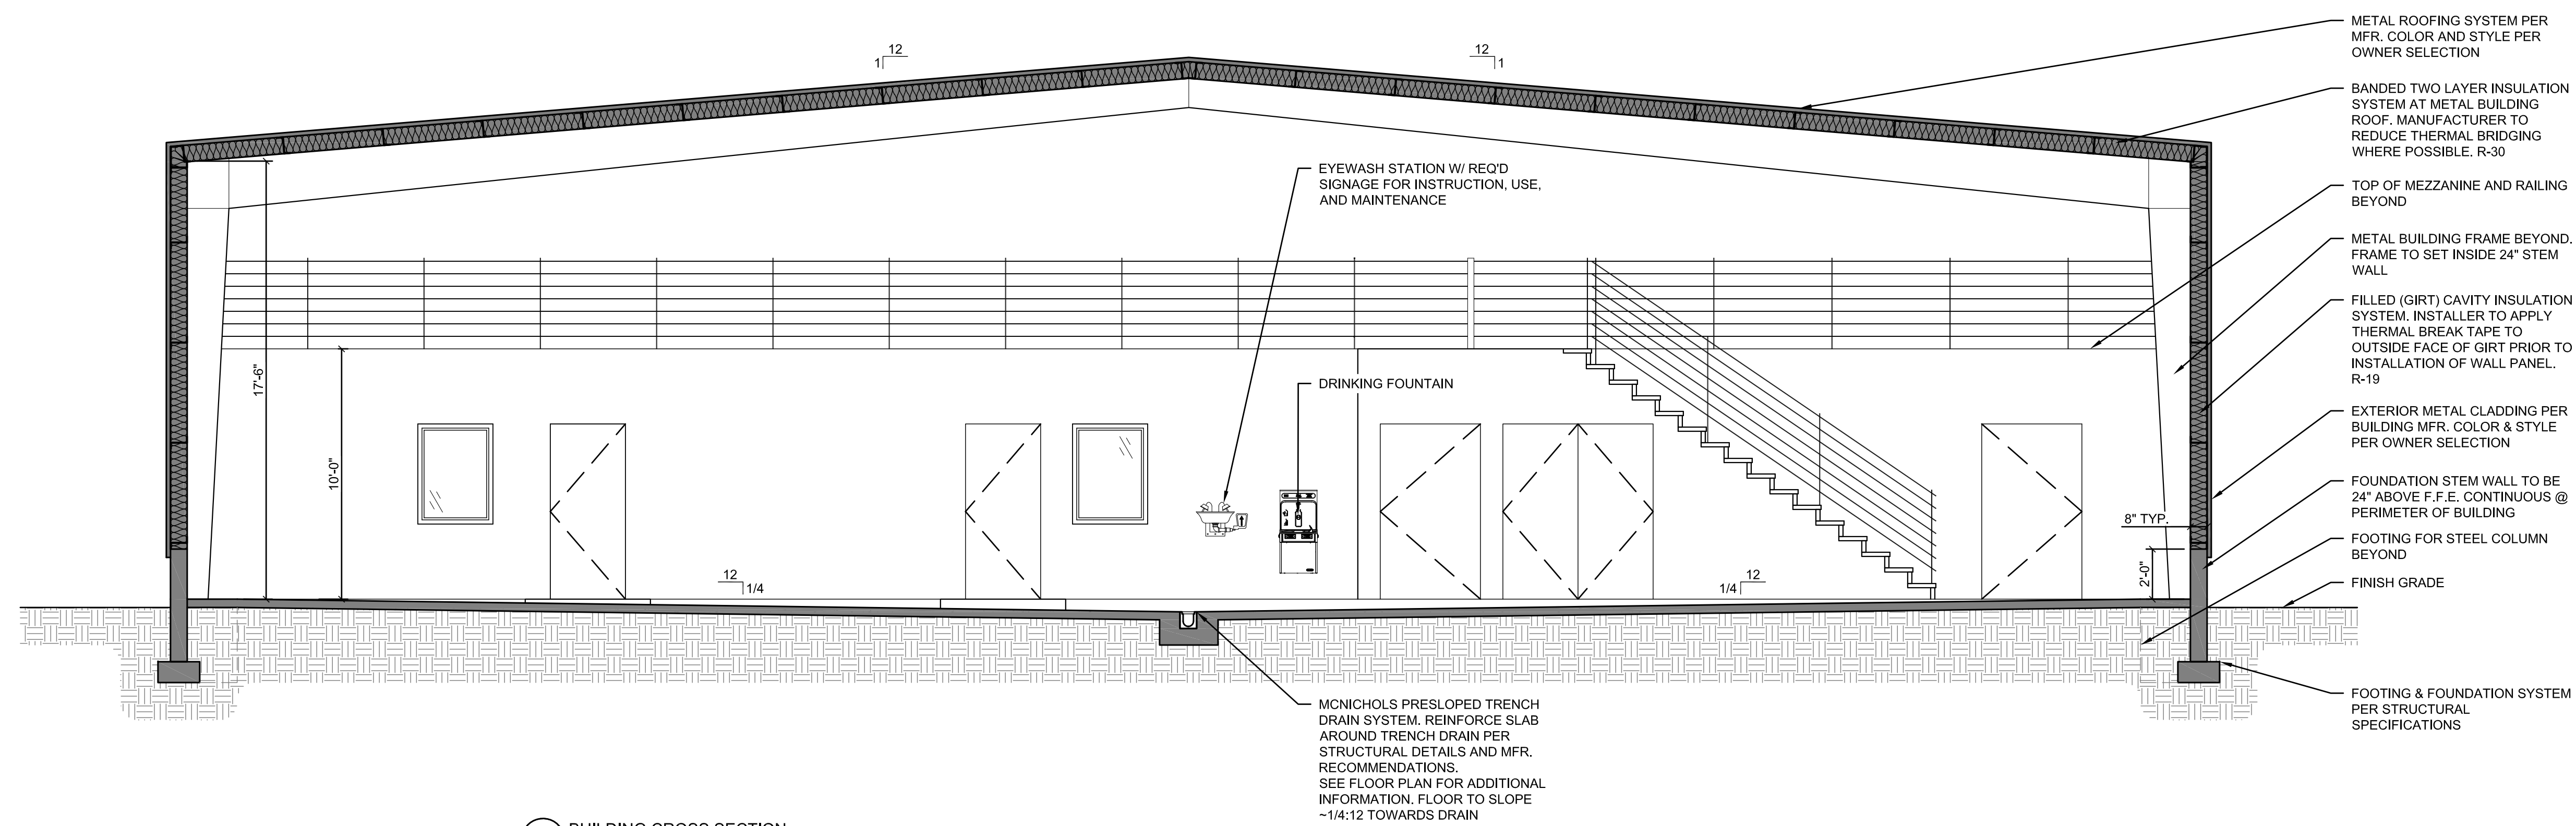 12
1
12
1
METAL ROOFING SYSTEM PER
MFR. COLOR AND STYLE PER
OWNER SELECTION
BANDED TWO LAYER INSULATION
SYSTEM AT METAL BUILDING
ROOF. MANUFACTURER TO
REDUCE THERMAL BRIDGING
WHERE POSSIBLE. R-30
EYEWASH STATION W/ REQ'D
SIGNAGE FOR INSTRUCTION, USE,
AND MAINTENANCE
TOP OF MEZZANINE AND RAILING
BEYOND
METAL BUILDING FRAME BEYOND.
FRAME TO SET INSIDE 24" STEM
WALL
FILLED (GIRT) CAVITY INSULATION
SYSTEM. INSTALLER TO APPLY
THERMAL BREAK TAPE TO
OUTSIDE FACE OF GIRT PRIOR TO
INSTALLATION OF WALL PANEL.
R-19
17'-6"
10'-0"
DRINKING FOUNTAIN
EXTERIOR METAL CLADDING PER
BUILDING MFR. COLOR & STYLE
PER OWNER SELECTION
FOUNDATION STEM WALL TO BE
24" ABOVE F.F.E. CONTINUOUS @
PERIMETER OF BUILDING
8" TYP.
2'-0"
FOOTING FOR STEEL COLUMN
BEYOND
FINISH GRADE
12
1/4
12
1/4
FOOTING & FOUNDATION SYSTEM
PER STRUCTURAL
SPECIFICATIONS
MCNICHOLS PRESLOPED TRENCH
DRAIN SYSTEM. REINFORCE SLAB
AROUND TRENCH DRAIN PER
STRUCTURAL DETAILS AND MFR.
RECOMMENDATIONS.
SEE FLOOR PLAN FOR ADDITIONAL
INFORMATION. FLOOR TO SLOPE
~1/4:12 TOWARDS DRAIN
BUILDING CROSS SECTION